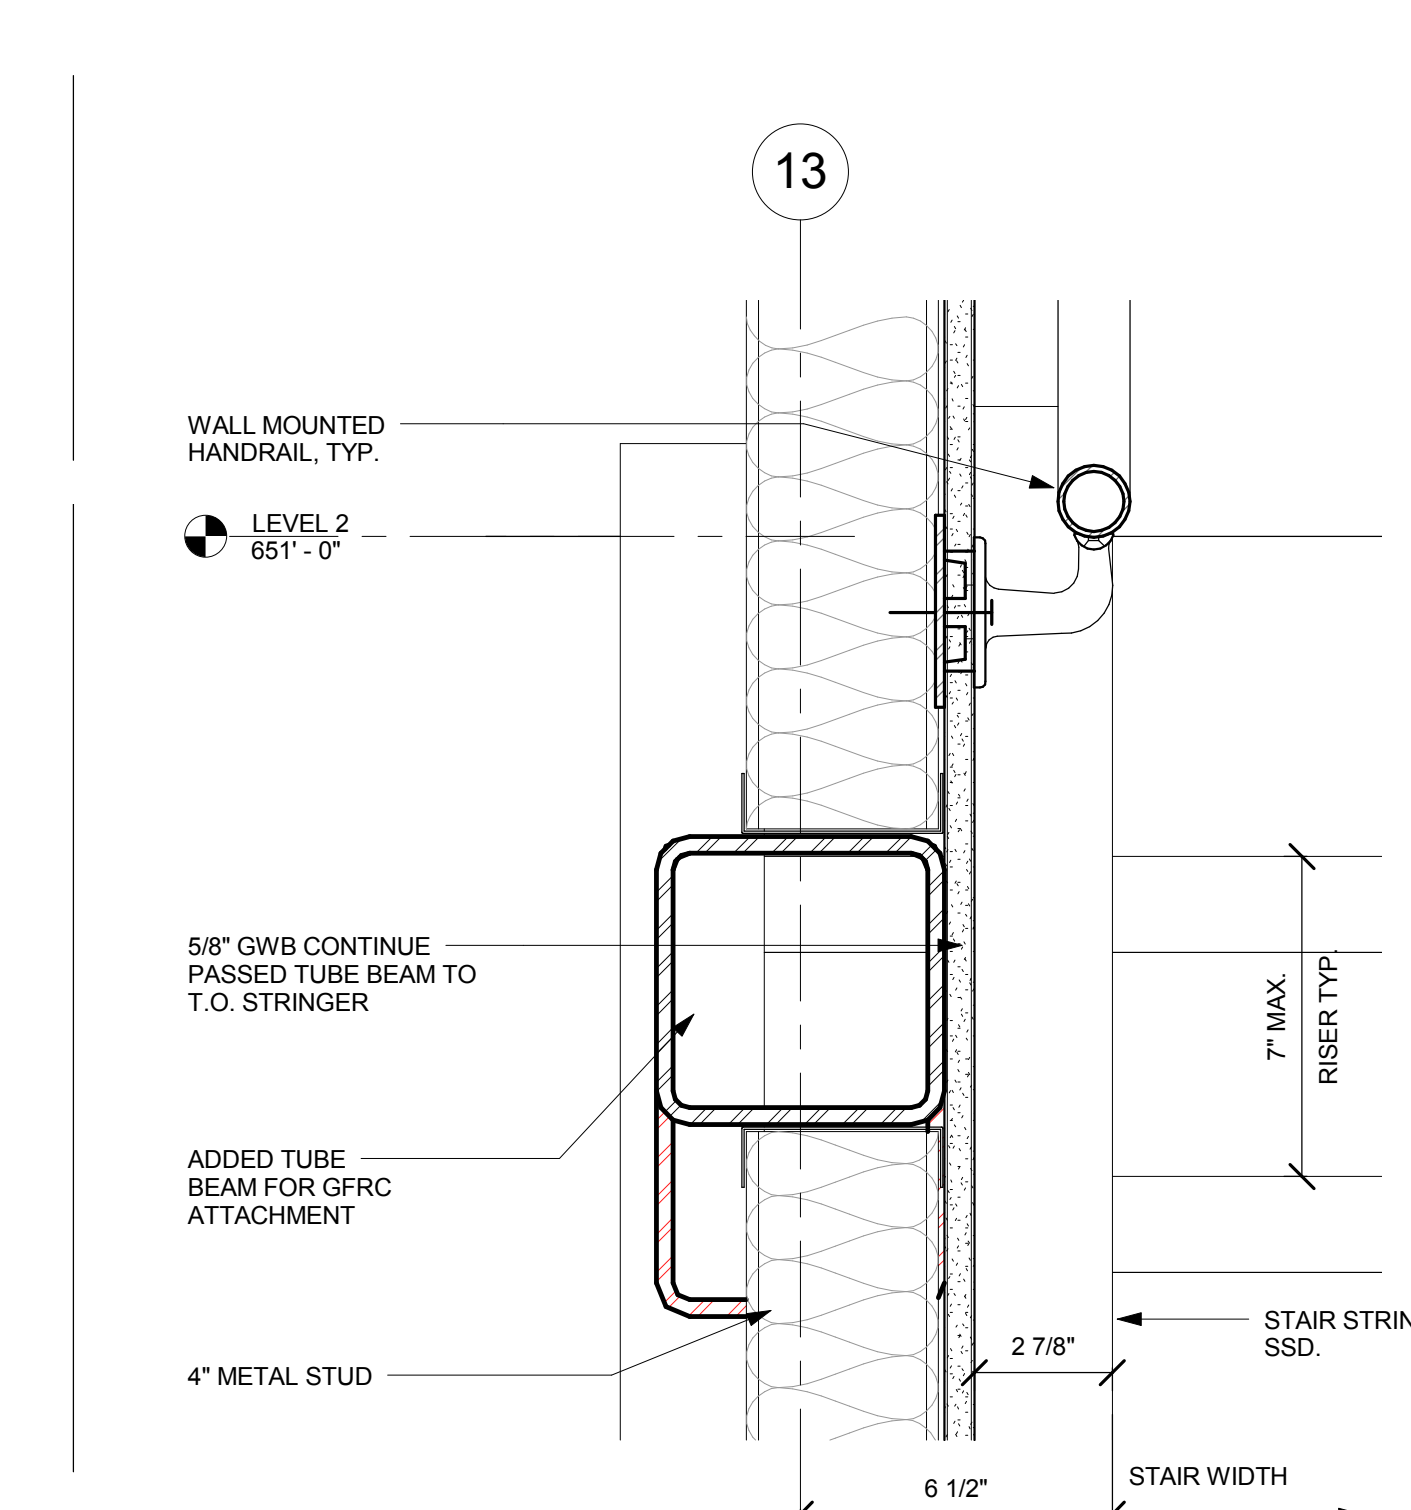 13
WALL MOUNTED
HANDRAIL, TYP.
LEVEL 2
651' - 0"
5/8" GWB CONTINUE
PASSED TUBE BEAM TO
T.O. STRINGER
7" MAX.
RISER TYP.
ADDED TUBE
BEAM FOR GFRC
ATTACHMENT
STAIR STRIN
SSD.
2 7/8"
4" METAL STUD
STAIR WIDTH
6 1/2"